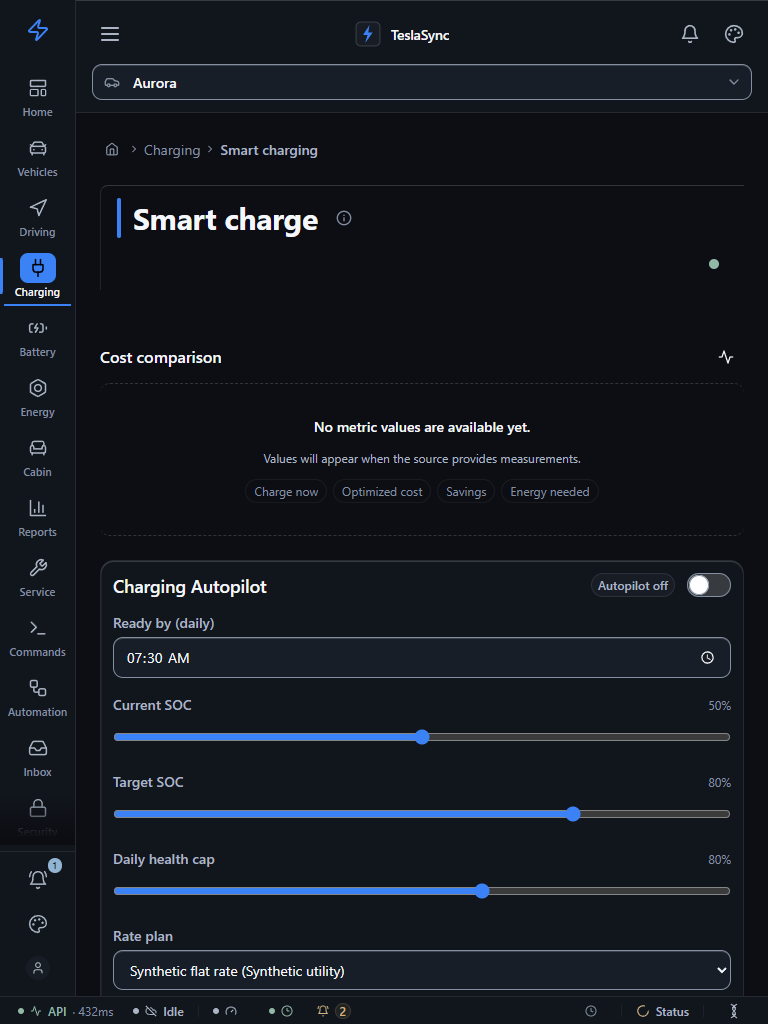 TeslaSync
Aurora
Home
Vehicles
Driving
Charging
Battery
Energy
Cabin
Reports
Service
Commands
Automation
Inbox
Security
1
Charging > Smart charging
Smart charge
Cost comparison
No metric values are available yet.
Values will appear when the source provides measurements.
Charge now Optimized cost Savings Energy needed
Charging Autopilot Autopilot off
Ready by (daily)
07:30 AM
Current SOC 50%
Target SOC 80%
Daily health cap 80%
Rate plan
Synthetic flat rate (Synthetic utility)
API · 432ms Idle 2 Status